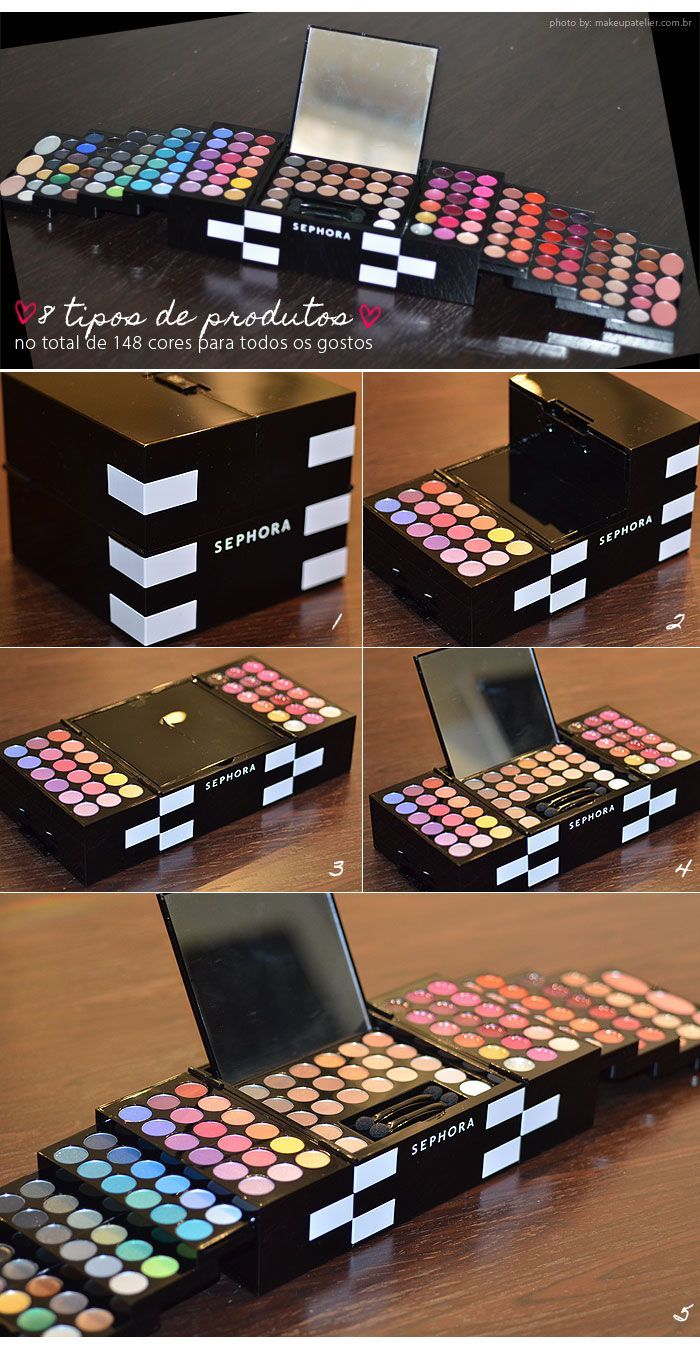 photo by: makeupatelier.com.br
SEPHORA
8 tipos de produtos
no total de 148 cores para todos os gostos
SEPHORA
1
SEPHORA
2
SEPHORA
3
SEPHORA
4
SEPHORA
5